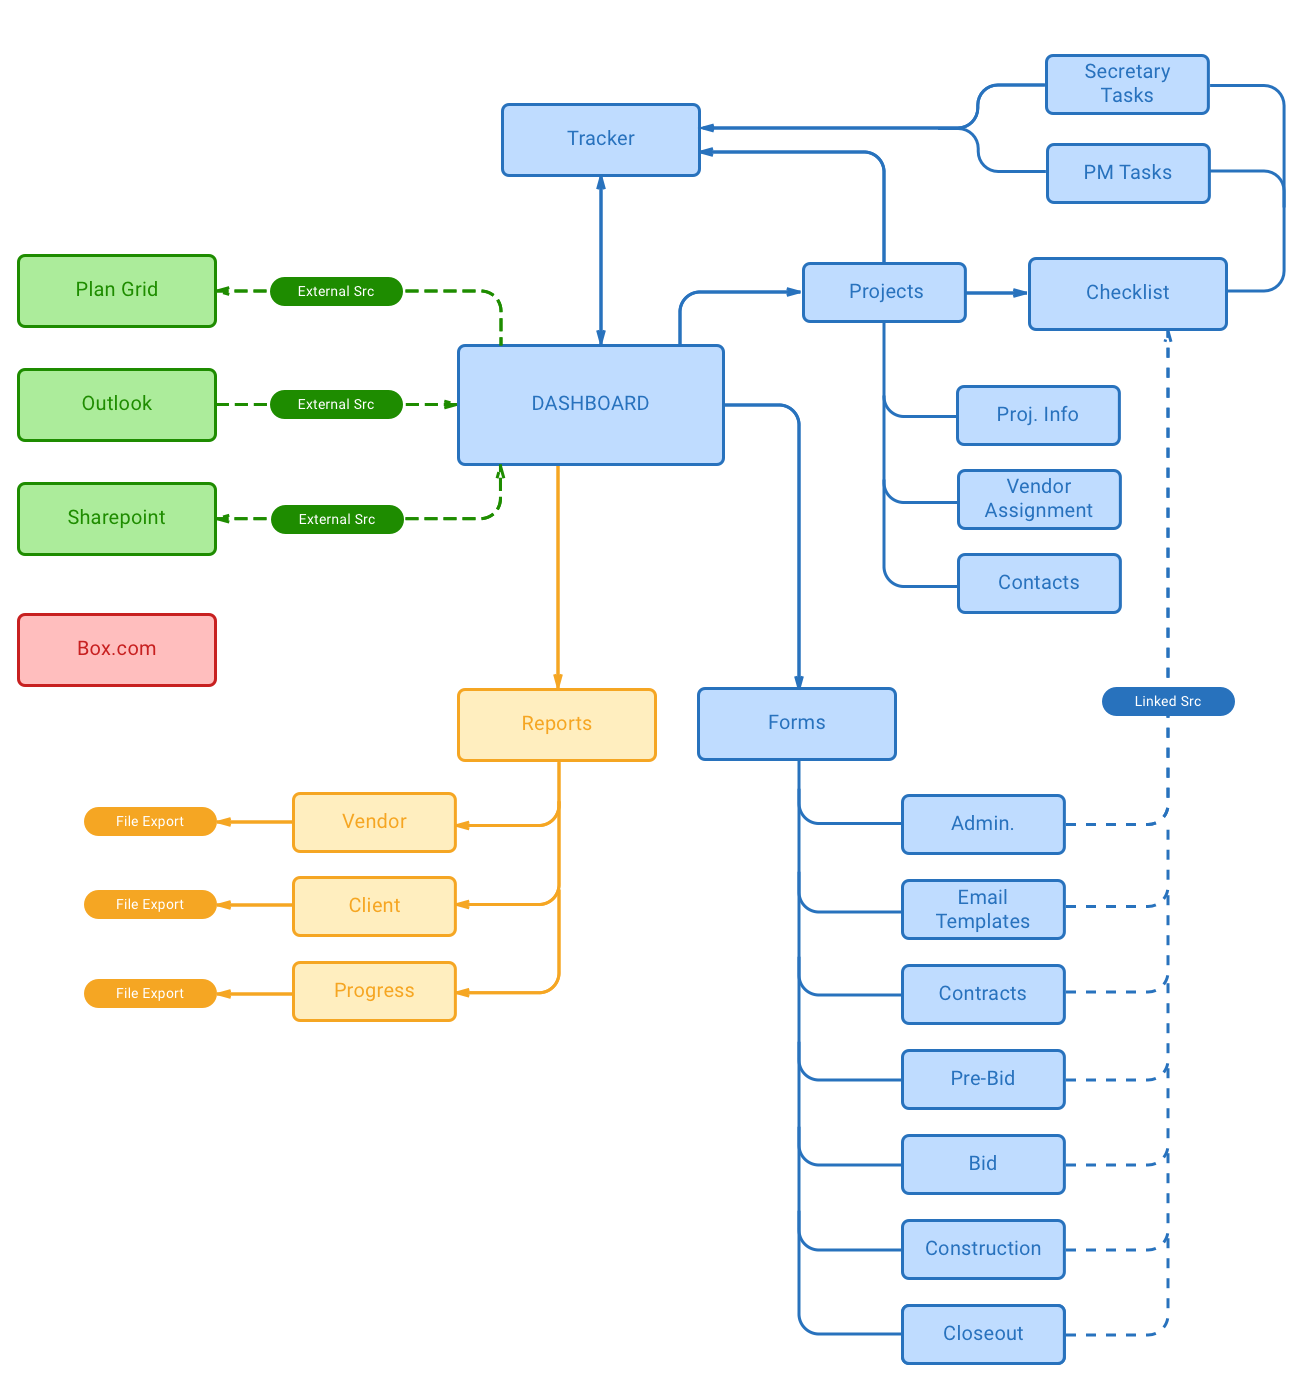 Secretary
Tasks
Tracker
PM Tasks
Plan Grid
External Src
Projects
Checklist
Outlook
External Src
DASHBOARD
Proj. Info
Vendor
Assignment
Sharepoint
External Src
Contacts
Box.com
Linked Src
Reports
Forms
File Export
Vendor
Admin.
File Export
Client
Email
Templates
File Export
Progress
Contracts
Pre-Bid
Bid
Construction
Closeout